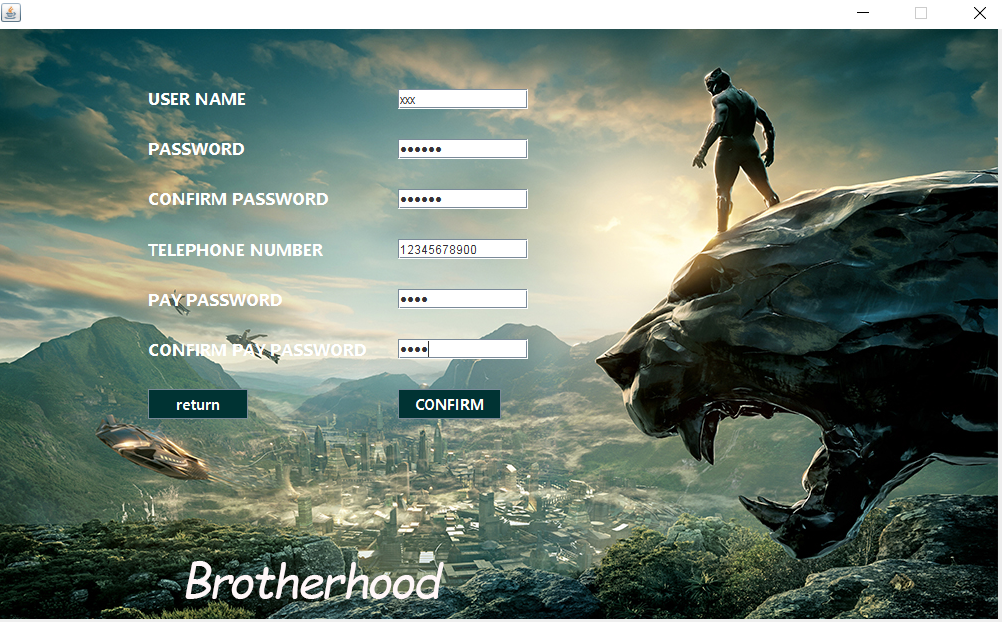 USER NAME xxx
PASSWORD ••••••
CONFIRM PASSWORD ••••••
TELEPHONE NUMBER 12345678900
PAY PASSWORD ••••
CONFIRM PAY PASSWORD ••••
return CONFIRM
Brotherhood